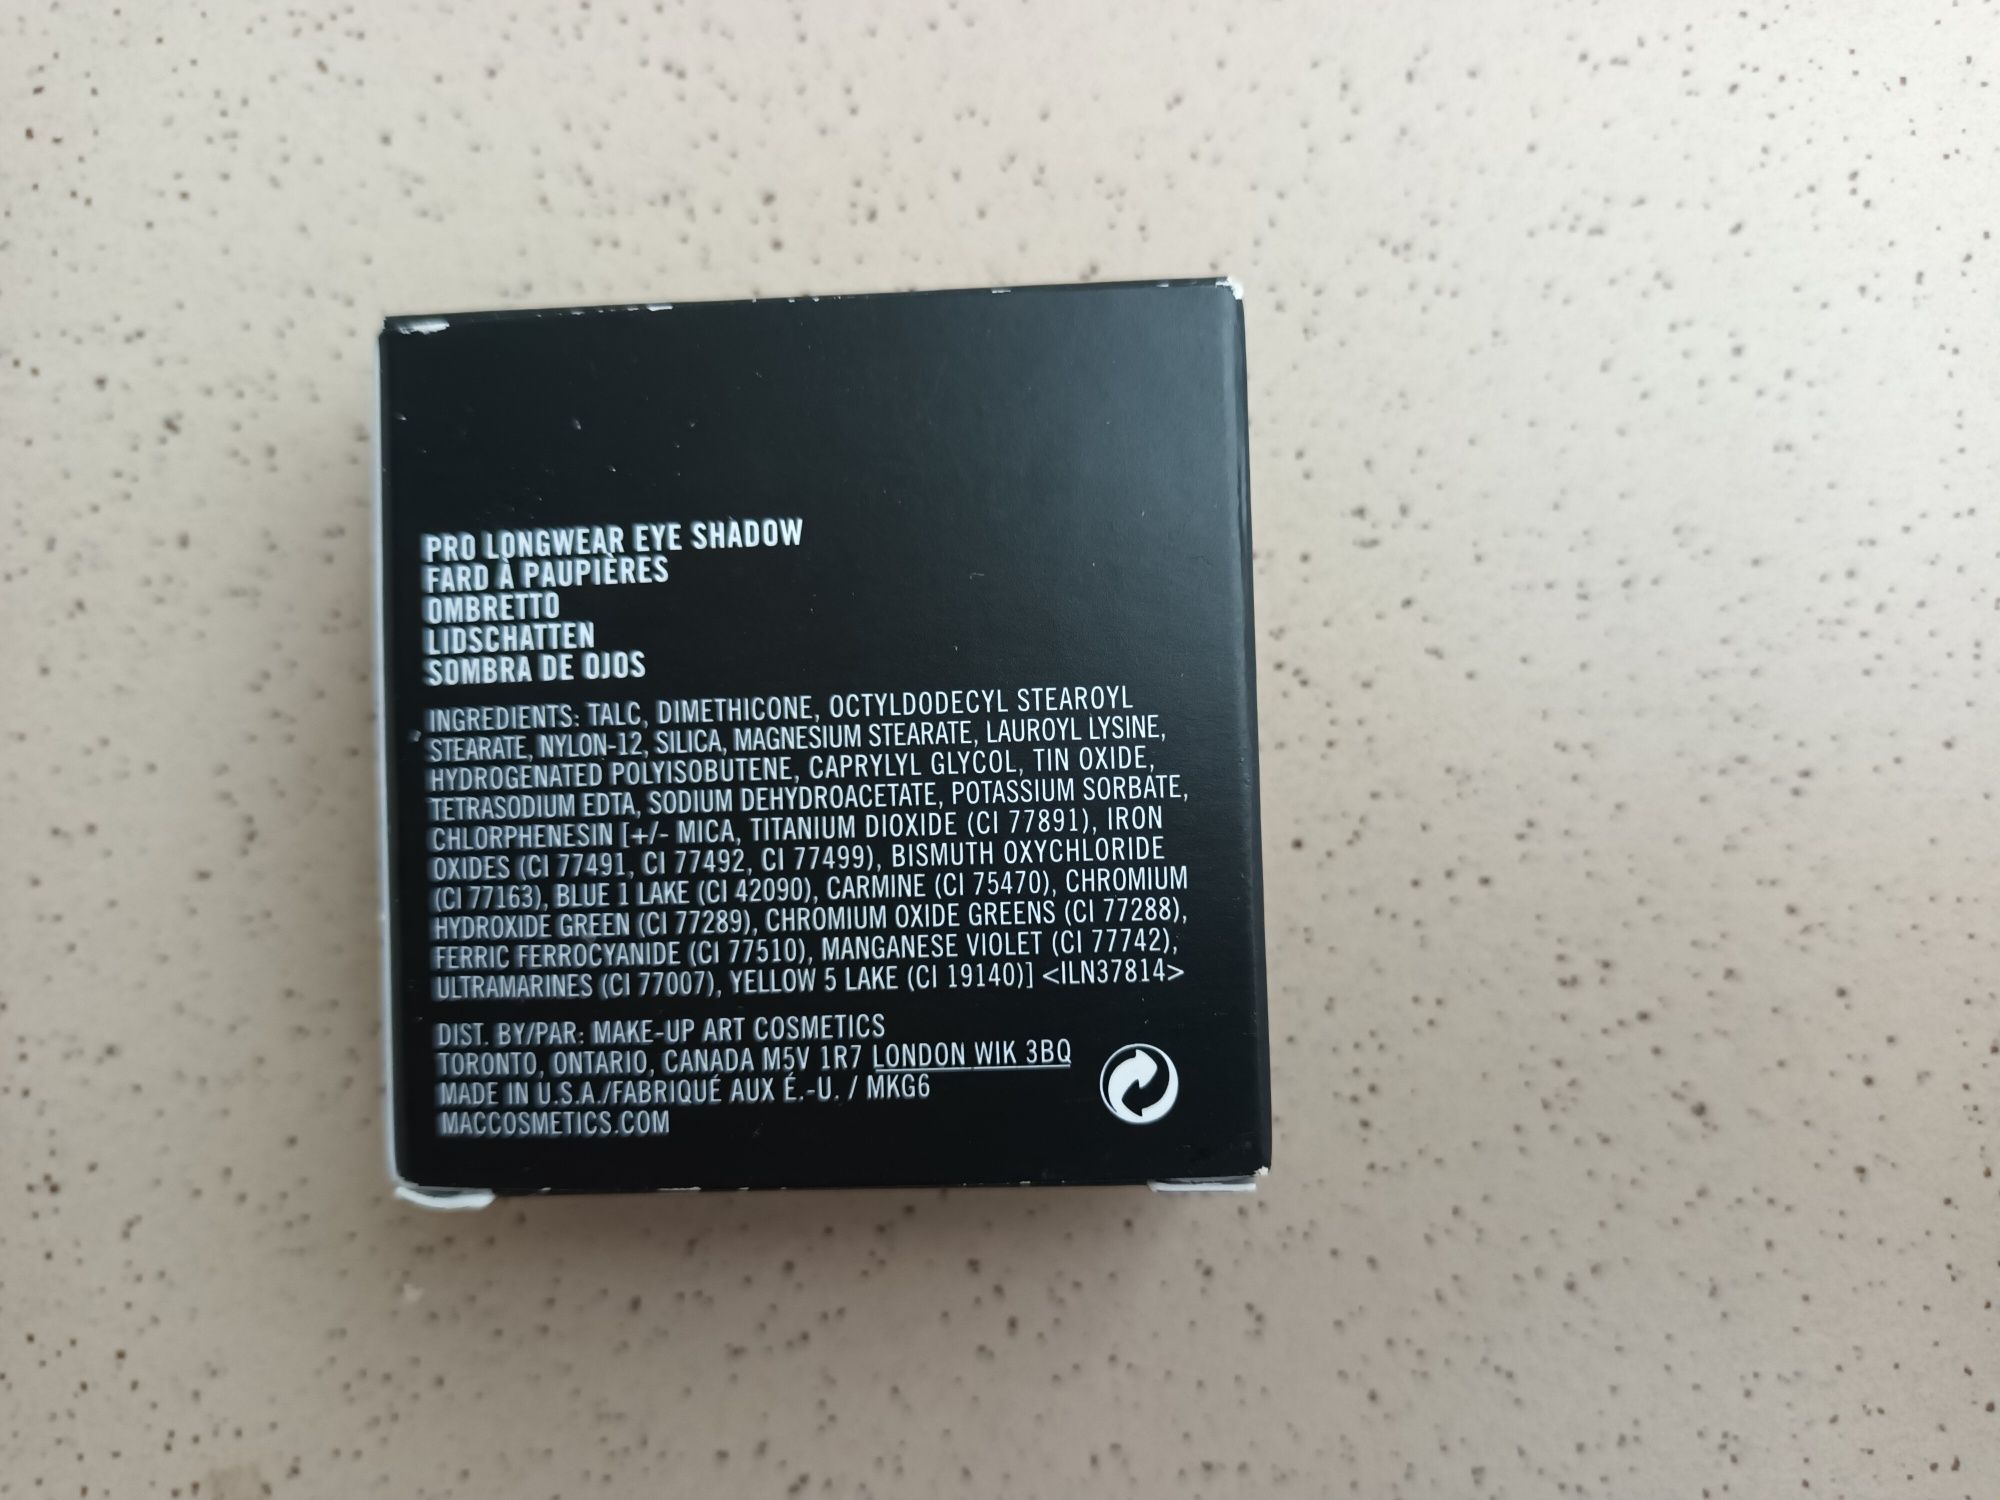 PRO LONGWEAR EYE SHADOW
FARD À PAUPIÈRES
OMBRETTO
LIDSCHATTEN
SOMBRA DE OJOS
INGREDIENTS: TALC, DIMETHICONE, OCTYLDODECYL STEAROYL
STEARATE, NYLON-12, SILICA, MAGNESIUM STEARATE, LAUROYL LYSINE,
HYDROGENATED POLYISOBUTENE, CAPRYLYL GLYCOL, TIN OXIDE,
TETRASODIUM EDTA, SODIUM DEHYDROACETATE, POTASSIUM SORBATE,
CHLORPHENESIN [+/- MICA, TITANIUM DIOXIDE (CI 77891), IRON
OXIDES (CI 77491, CI 77492, CI 77499), BISMUTH OXYCHLORIDE
(CI 77163), BLUE 1 LAKE (CI 42090), CARMINE (CI 75470), CHROMIUM
HYDROXIDE GREEN (CI 77289), CHROMIUM OXIDE GREENS (CI 77288),
FERRIC FERROCYANIDE (CI 77510), MANGANESE VIOLET (CI 77742),
ULTRAMARINES (CI 77007), YELLOW 5 LAKE (CI 19140)] <ILN37814>
DIST. BY/PAR: MAKE-UP ART COSMETICS
TORONTO, ONTARIO, CANADA M5V 1R7 LONDON WIK 3BQ
MADE IN U.S.A./FABRIQUÉ AUX É.-U. / MKG6
MACCOSMETICS.COM